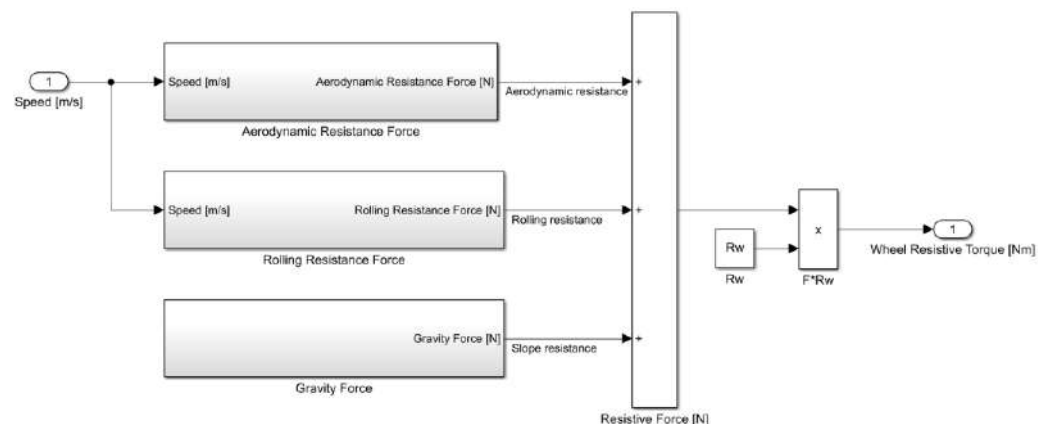 1
Speed [m/s]
Speed [m/s]
Aerodynamic Resistance Force [N]
Aerodynamic Resistance Force
Aerodynamic resistance
+
Speed [m/s]
Rolling Resistance Force [N]
Rolling Resistance Force
Rolling resistance
+
Gravity Force [N]
Gravity Force
Slope resistance
+
Resistive Force [N]
Rw
Rw
x
F*Rw
1
Wheel Resistive Torque [Nm]